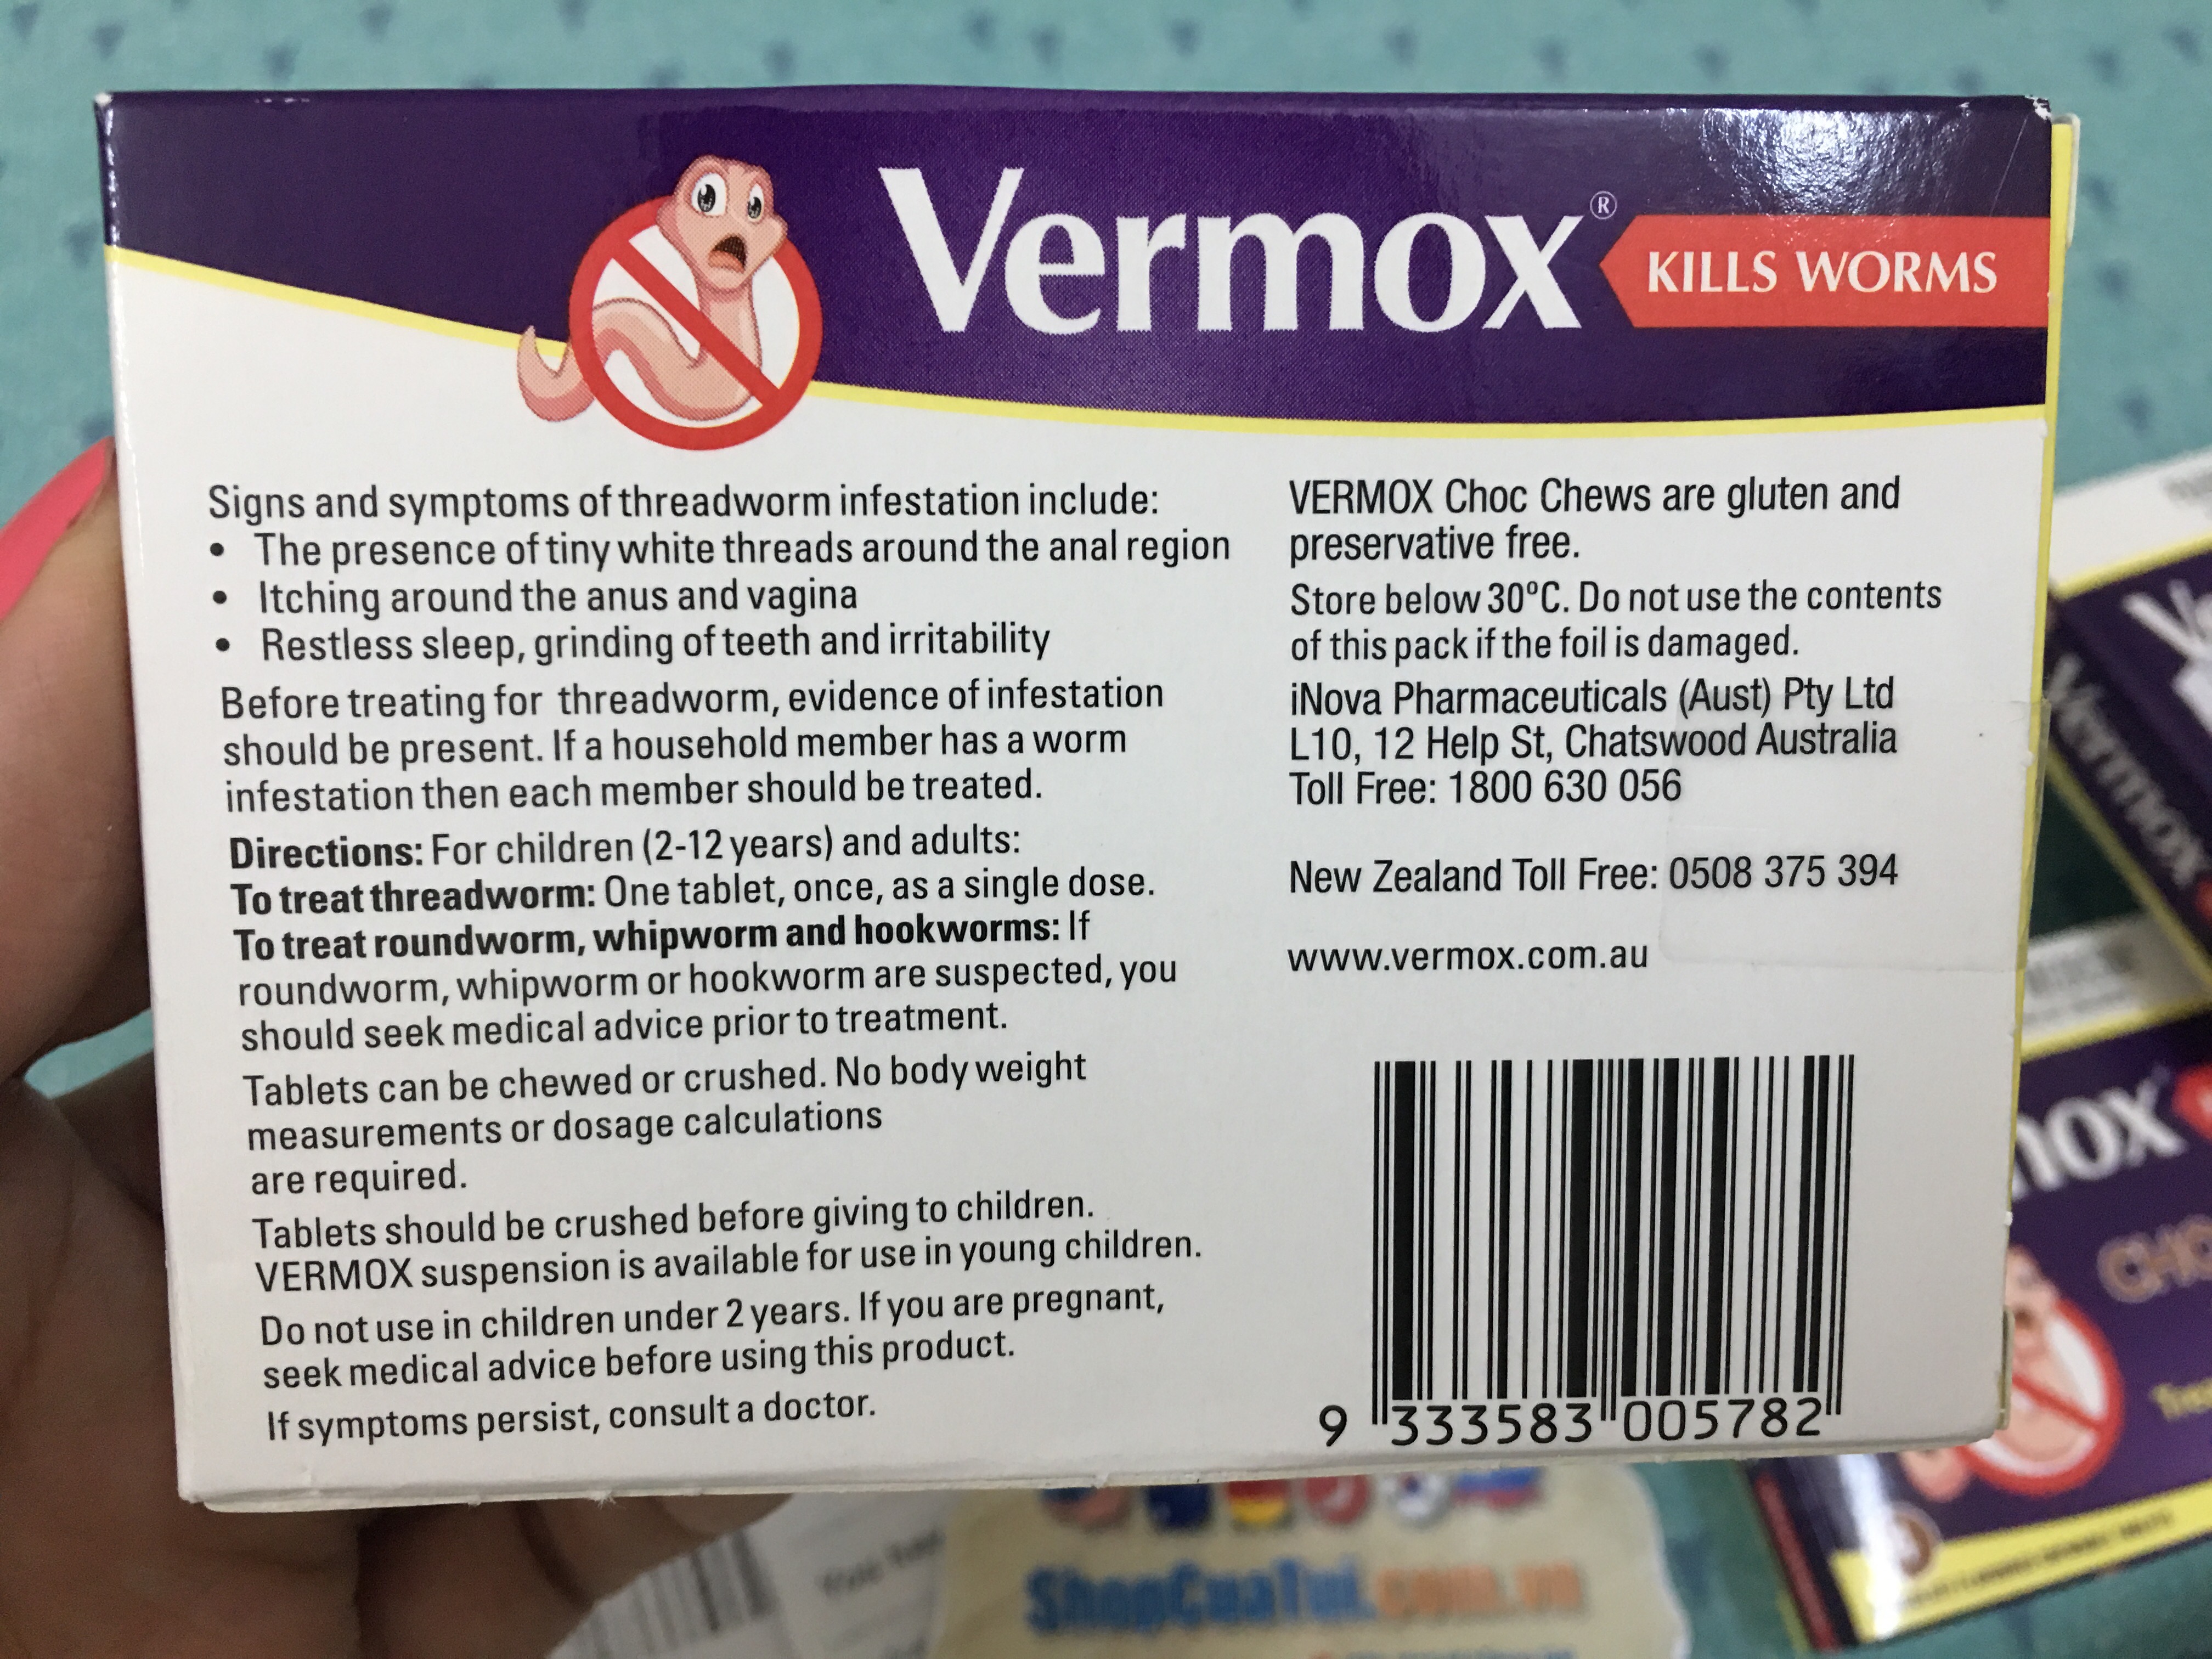 Vermox®
KILLS WORMS
Signs and symptoms of threadworm infestation include:
• The presence of tiny white threads around the anal region
• Itching around the anus and vagina
• Restless sleep, grinding of teeth and irritability
Before treating for threadworm, evidence of infestation
should be present. If a household member has a worm
infestation then each member should be treated.
Directions: For children (2-12 years) and adults:
To treat threadworm: One tablet, once, as a single dose.
To treat roundworm, whipworm and hookworms: If
roundworm, whipworm or hookworm are suspected, you
should seek medical advice prior to treatment.
Tablets can be chewed or crushed. No body weight
measurements or dosage calculations
are required.
Tablets should be crushed before giving to children.
VERMOX suspension is available for use in young children.
Do not use in children under 2 years. If you are pregnant,
seek medical advice before using this product.
If symptoms persist, consult a doctor.
VERMOX Choc Chews are gluten and
preservative free.
Store below 30ºC. Do not use the contents
of this pack if the foil is damaged.
iNova Pharmaceuticals (Aust) Pty Ltd
L10, 12 Help St, Chatswood Australia
Toll Free: 1800 630 056
New Zealand Toll Free: 0508 375 394
www.vermox.com.au
9 333583 005782
Vermox
mox
CHO
ShopCuaTui.com.vn